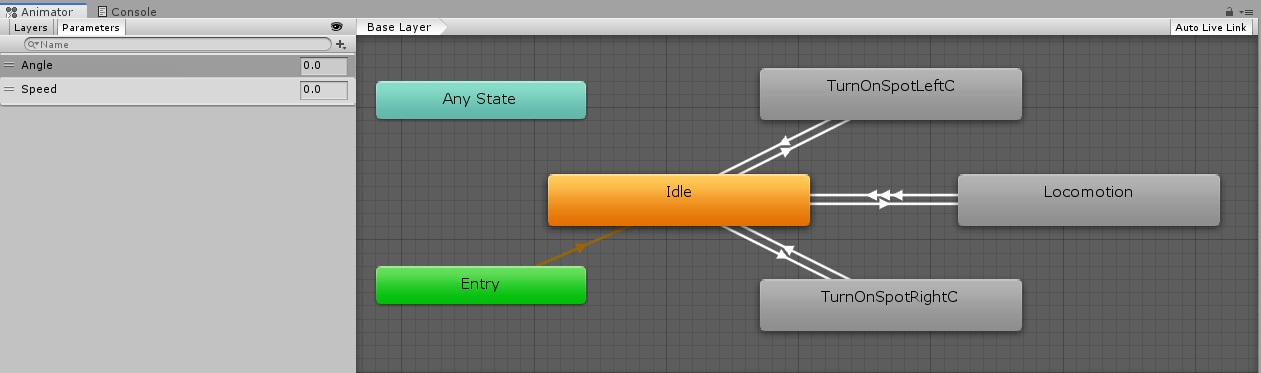 Animator Console
Layers Parameters
Name
Angle 0.0
Speed 0.0
Base Layer
Auto Live Link
Any State
TurnOnSpotLeftC
Idle
Locomotion
Entry
TurnOnSpotRightC